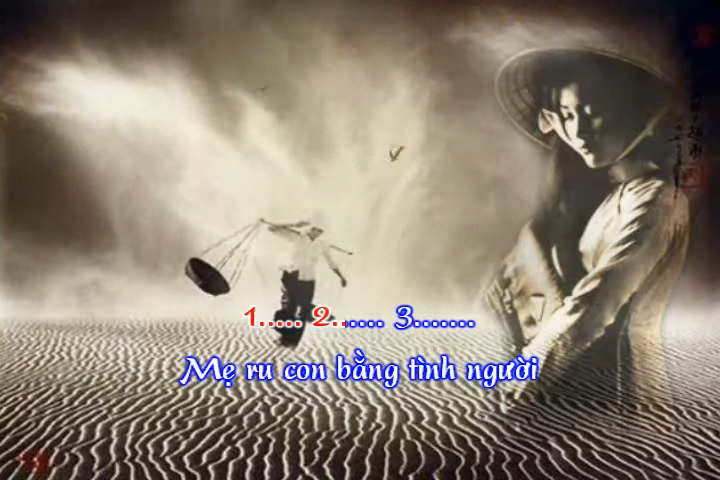 1..... 2....... 3.......
Mẹ ru con bằng tình người